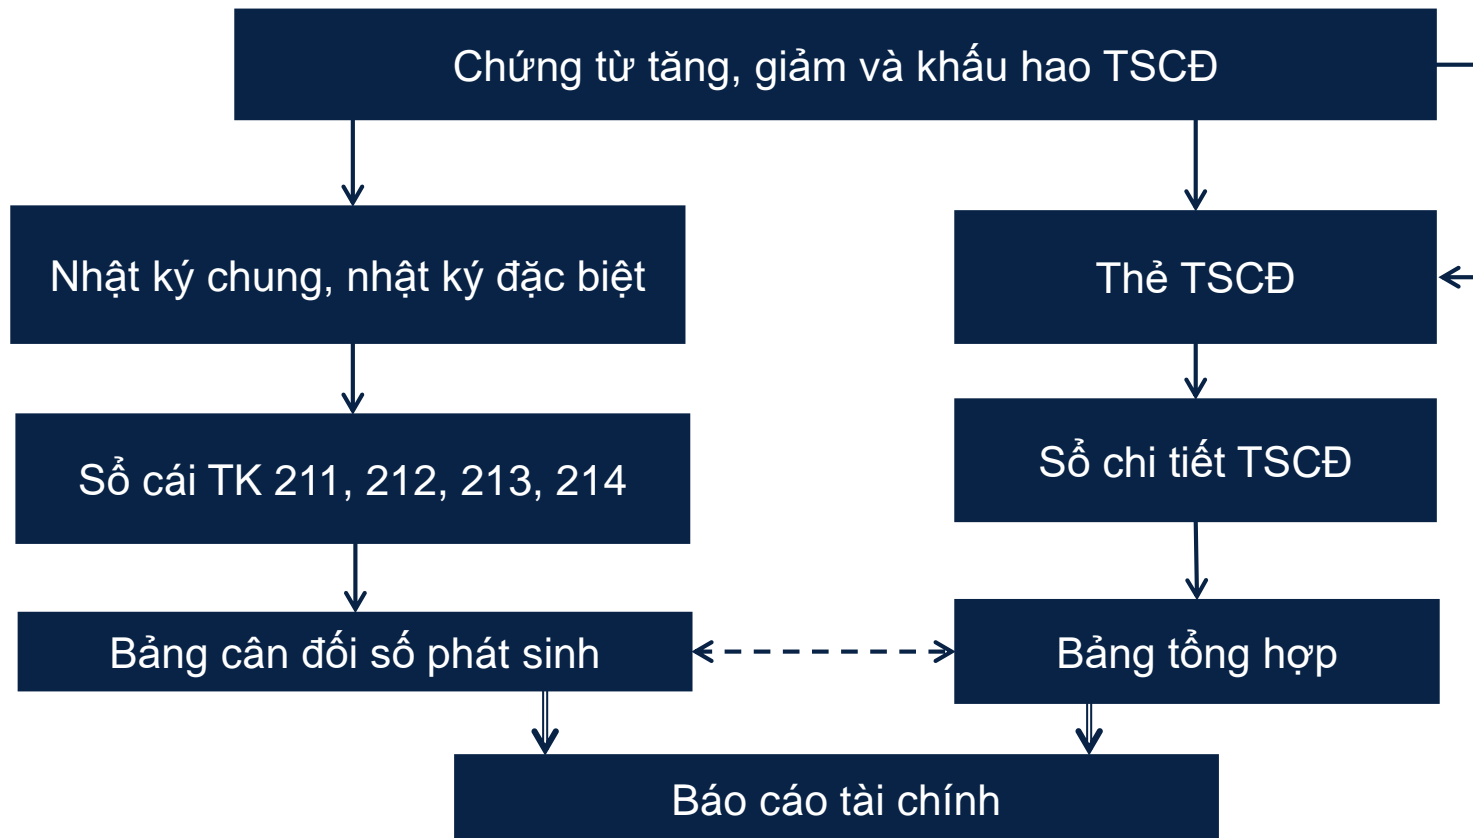 Chứng từ tăng, giảm và khấu hao TSCĐ
Nhật ký chung, nhật ký đặc biệt
Thẻ TSCĐ
Sổ cái TK 211, 212, 213, 214
Sổ chi tiết TSCĐ
Bảng cân đối số phát sinh
Bảng tổng hợp
Báo cáo tài chính